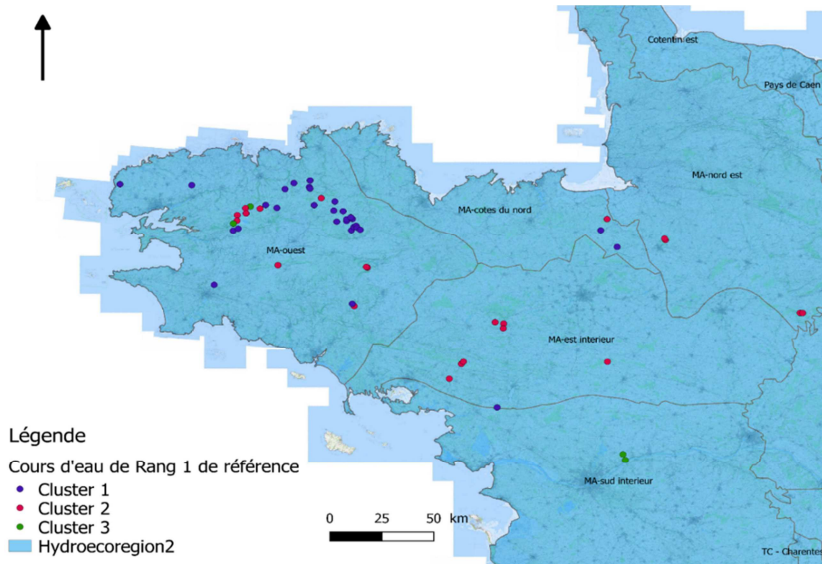 Cotentin est
Pays de Caen
MA-nord est
MA-cotes du nord
MA-ouest
MA-est interieur
MA-sud interieur
TC - Charentes
Légende
Cours d'eau de Rang 1 de référence
Cluster 1
Cluster 2
Cluster 3
Hydroecoregion2
0 25 50 km